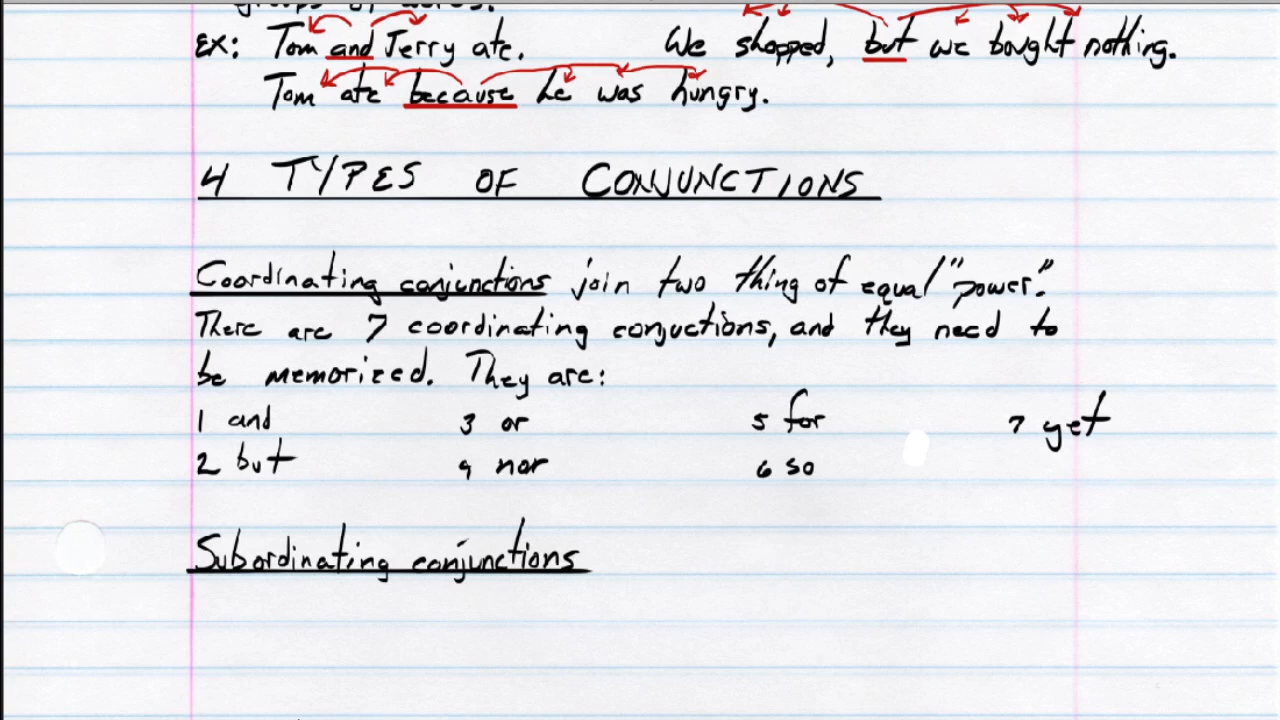 groups of words.
EX: Tom and Jerry ate. We shopped, but we bought nothing.
Tom ate because he was hungry.
4 TYPES OF CONJUNCTIONS
Coordinating conjunctions join two thing of equal "power."
There are 7 coordinating conjuctions, and they need to
be memorized. They are:
1 and 3 or 5 for 7 yet
2 but 4 nor 6 so
Subordinating conjunctions